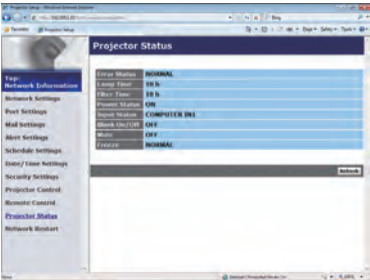 Projector Status
Error Status NORMAL
Lamp Time 10 h
Filter Time 10 h
Power Status ON
Input Status COMPUTER IN1
Blank On/Off OFF
Mute OFF
Freeze NORMAL
Refresh
Top:
Network Information
Network Settings
Port Settings
Mail Settings
Alert Settings
Schedule Settings
Date/Time Settings
Security Settings
Projector Control
Remote Control
Projector Status
Network Restart